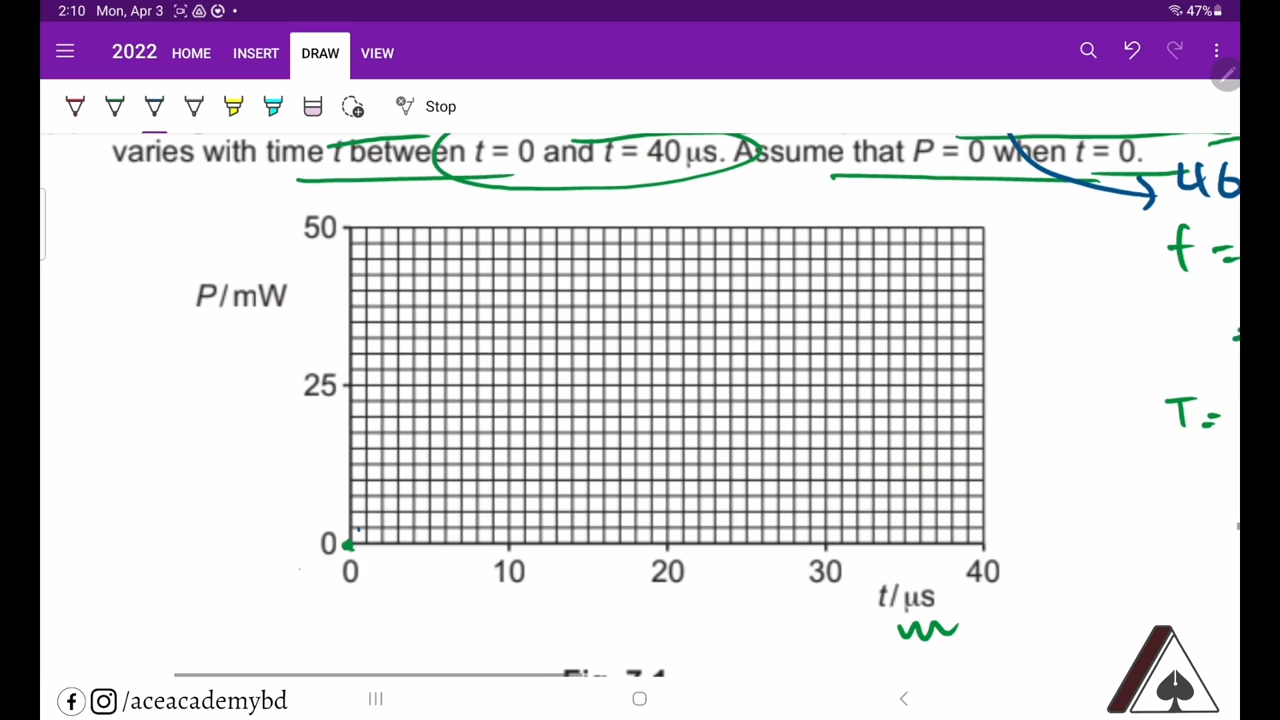 2:10 Mon, Apr 3 47%
2022 HOME INSERT DRAW VIEW
Stop
varies with time t between t = 0 and t = 40 μs. Assume that P = 0 when t = 0.
46
f =
T =
50
P/mW
25
0
0 10 20 30 40
t/μs
/aceacademybd